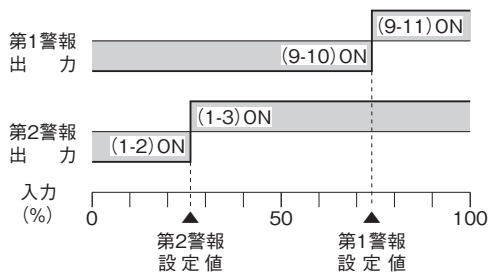 第1警報
出 力
(9-11)ON
(9-10)ON
第2警報
出 力
(1-3)ON
(1-2)ON
入力
(%)
0 50 100
第2警報
設定値
第1警報
設定値